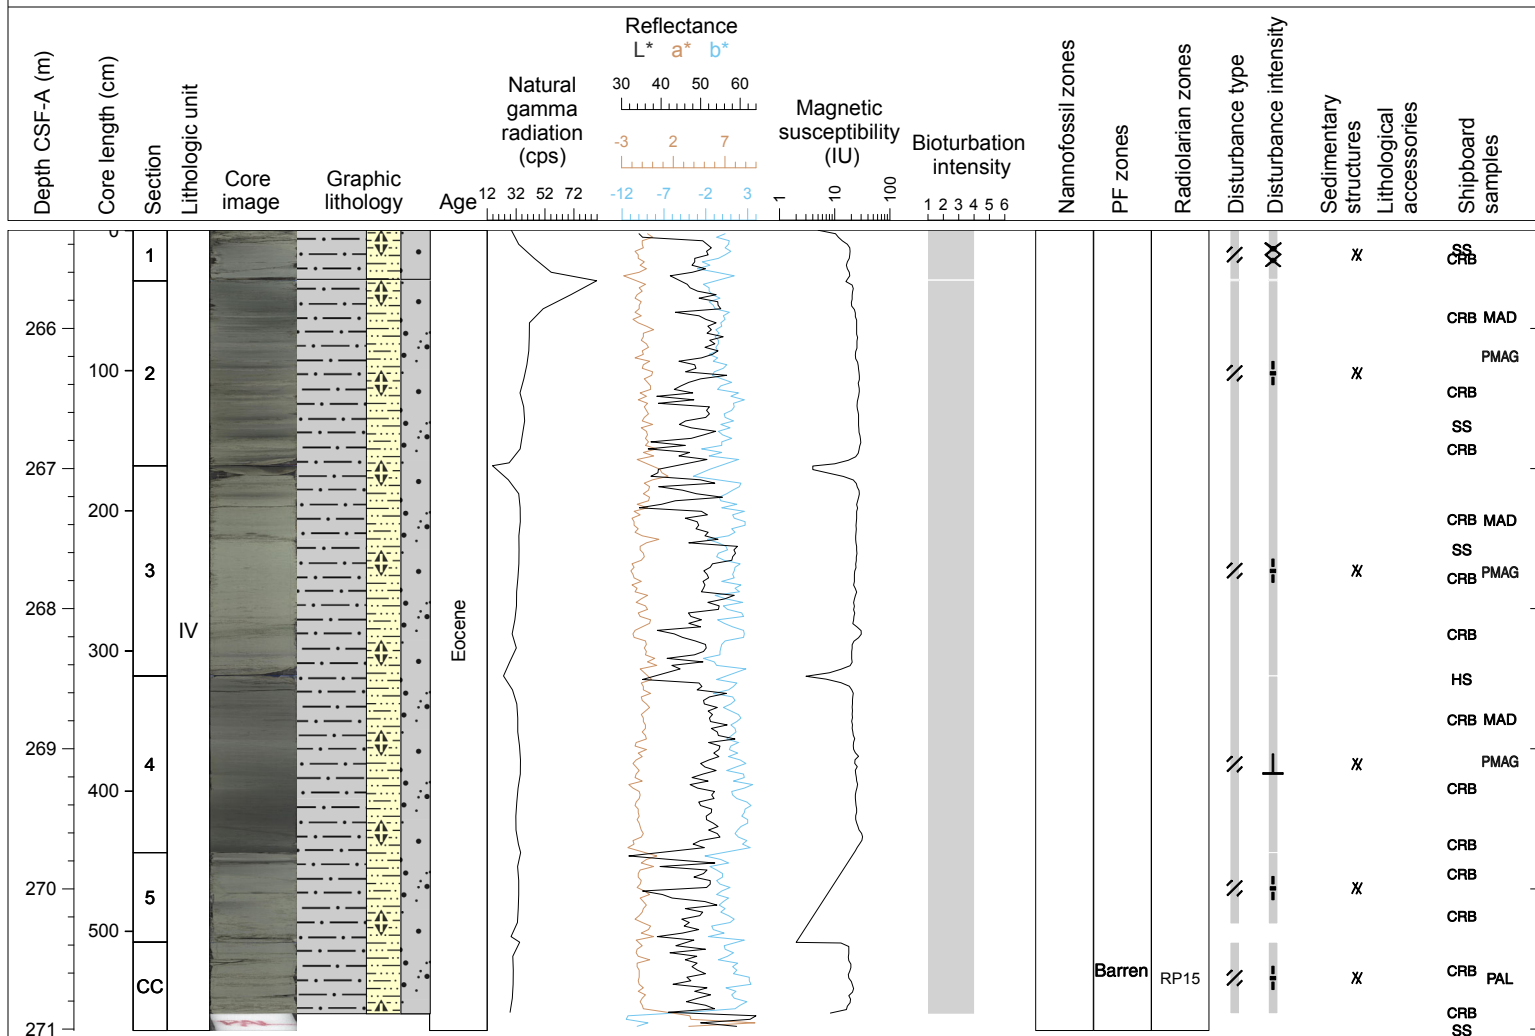 Depth CSF-A (m)
Core length (cm)
Section
Lithologic unit
Core
image
Graphic
lithology
Age
Natural
gamma
radiation
(cps)
12 32 52 72
Reflectance
L* a* b*
30 40 50 60
-3 2 7
-12 -7 -2 3
Magnetic
susceptibility
(IU)
1 10 100
Bioturbation
intensity
1 2 3 4 5 6
Nannofossil zones
PF zones
Radiolarian zones
Disturbance type
Disturbance intensity
Sedimentary
structures
Lithological
accessories
Shipboard
samples
0
1
SS
CRB
266
CRB MAD
PMAG
100
2
CRB
SS
CRB
267
200
CRB MAD
SS
3
CRB PMAG
268
IV
Eocene
CRB
300
HS
CRB MAD
269
4
PMAG
400
CRB
CRB
CRB
270
5
CRB
500
CC
Barren
RP15
CRB
PAL
CRB
271
SS